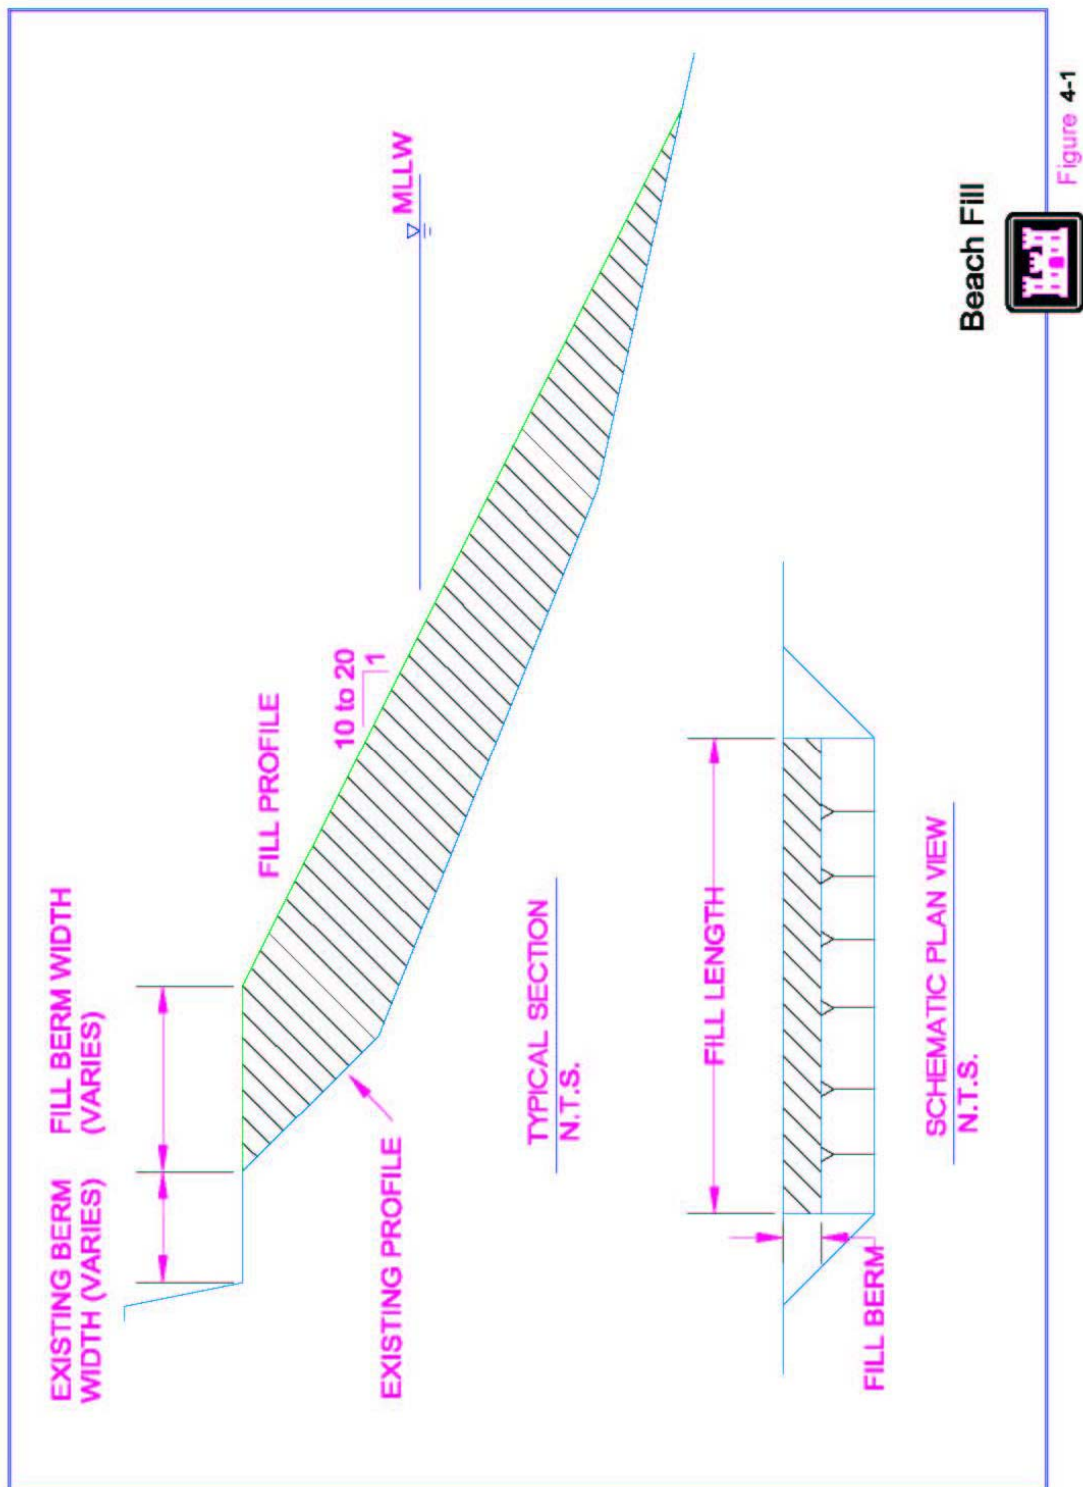 EXISTING BERM
WIDTH (VARIES)
FILL BERM WIDTH
(VARIES)
FILL PROFILE
10 to 20
1
MLLW
EXISTING PROFILE
TYPICAL SECTION
N.T.S.
FILL LENGTH
FILL BERM
SCHEMATIC PLAN VIEW
N.T.S.
Beach Fill
Figure 4-1